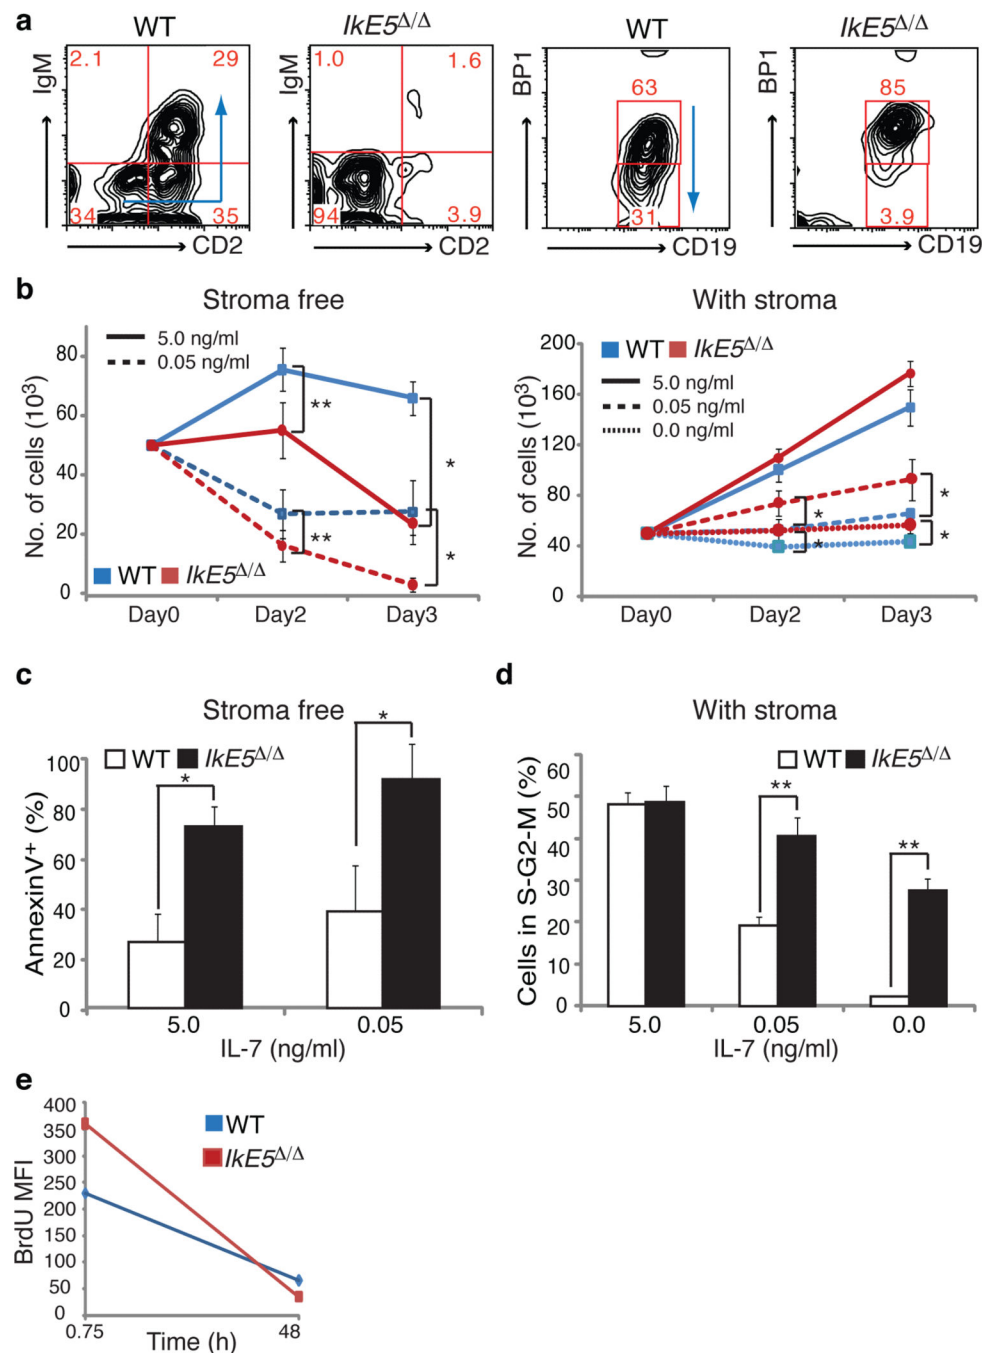 a
WT
IkE5Δ/Δ
WT
IkE5Δ/Δ
IgM
2.1
29
34
35
CD2
IgM
1.0
1.6
94
3.9
CD2
BP1
63
31
CD19
BP1
85
3.9
CD19
b
Stroma free
5.0 ng/ml
0.05 ng/ml
No. of cells (10³)
80
60
40
20
0
**
*
**
*
WT IkE5Δ/Δ
Day0 Day2 Day3
With stroma
WT IkE5Δ/Δ
5.0 ng/ml
0.05 ng/ml
0.0 ng/ml
No. of cells (10³)
200
160
120
80
40
0
*
*
*
*
Day0 Day2 Day3
c
Stroma free
WT IkE5Δ/Δ
AnnexinV⁺ (%)
100
80
60
40
20
0
*
*
5.0 0.05
IL-7 (ng/ml)
d
With stroma
WT IkE5Δ/Δ
Cells in S-G2-M (%)
60
50
40
30
20
10
0
**
**
5.0 0.05 0.0
IL-7 (ng/ml)
e
BrdU MFI
400
350
300
250
200
150
100
50
0
WT
IkE5Δ/Δ
0.75 48
Time (h)